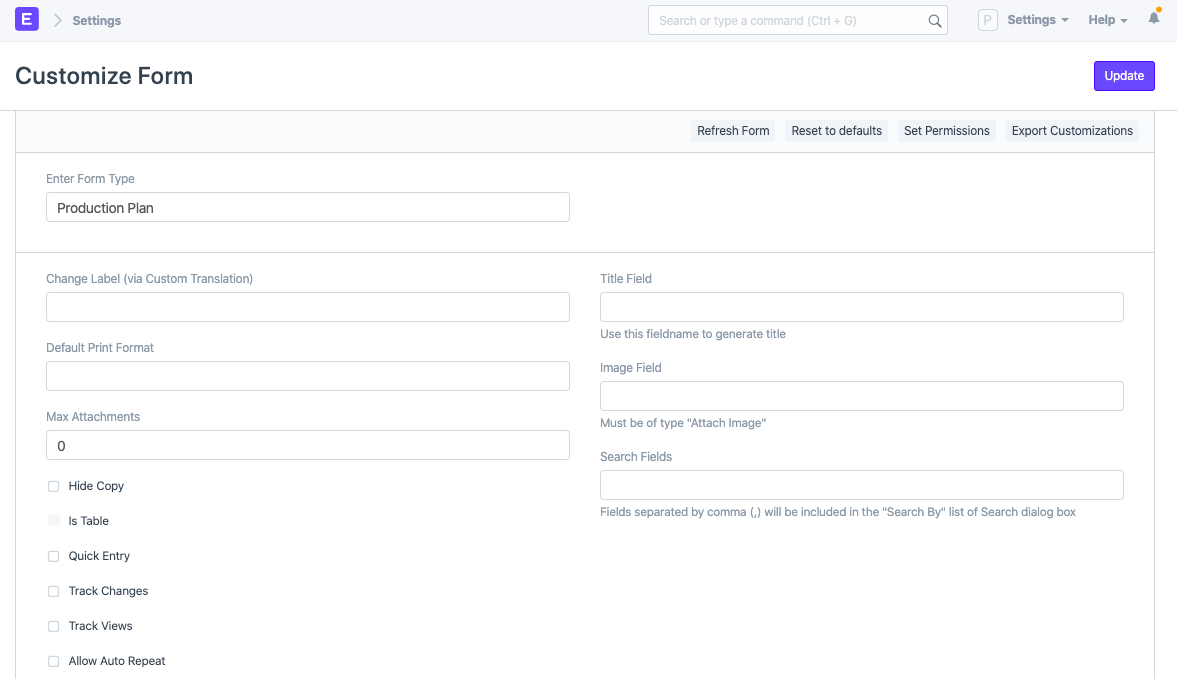 E Settings
Search or type a command (Ctrl + G)
P Settings Help
Customize Form
Update
Refresh Form Reset to defaults Set Permissions Export Customizations
Enter Form Type
Production Plan
Change Label (via Custom Translation)
Default Print Format
Max Attachments
0
Hide Copy
Is Table
Quick Entry
Track Changes
Track Views
Allow Auto Repeat
Title Field
Use this fieldname to generate title
Image Field
Must be of type "Attach Image"
Search Fields
Fields separated by comma (,) will be included in the "Search By" list of Search dialog box